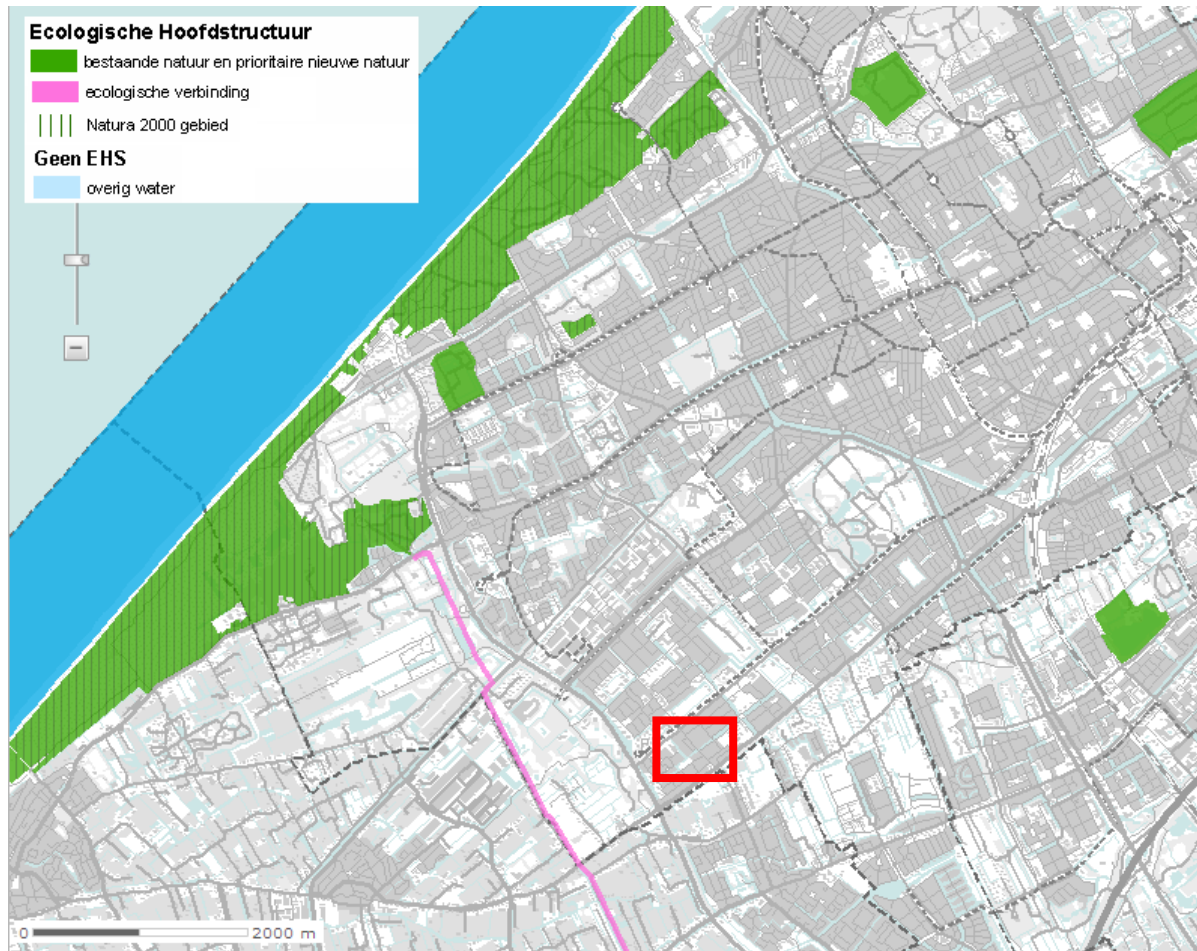 Ecologische Hoofdstructuur
bestaande natuur en prioritaire nieuwe natuur
ecologische verbinding
Natura 2000 gebied
Geen EHS
overig water
0 2000 m